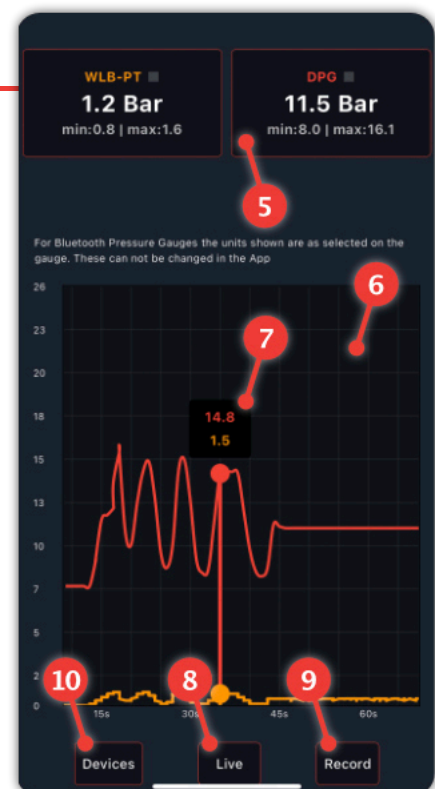 WLB-PT
1.2 Bar
min:0.8 | max:1.6
DPG
11.5 Bar
min:8.0 | max:16.1
5
For Bluetooth Pressure Gauges the units shown are as selected on the
gauge. These can not be changed in the App
6
7
26
23
20
18
15
13
10
7
5
2
0
14.8
1.5
10
8
9
15s
30s
45s
60s
Devices
Live
Record